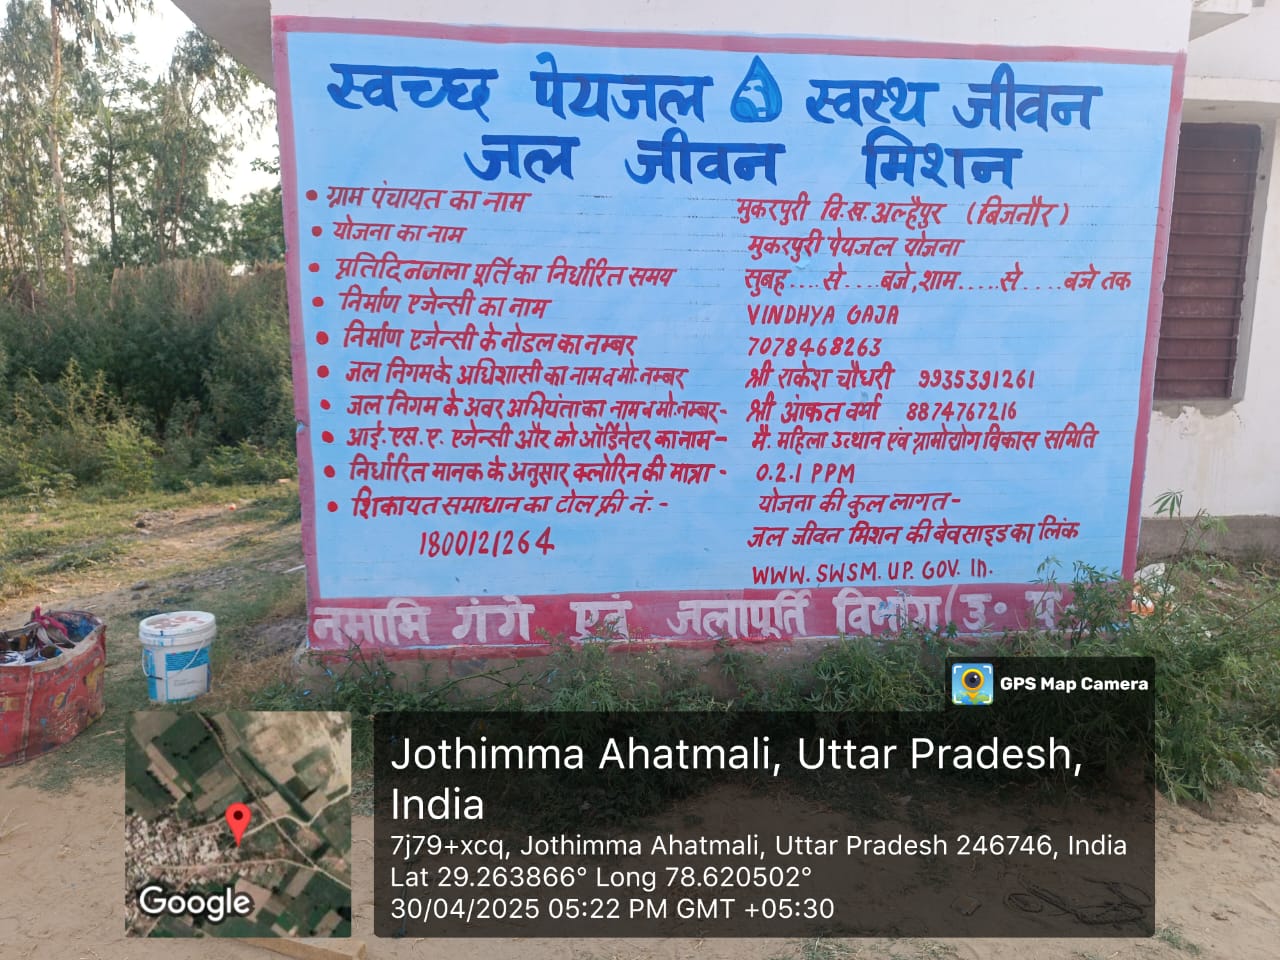 स्वच्छ पेयजल स्वस्थ जीवन
जल जीवन मिशन
• ग्राम पंचायत का नाम मुकरपुरी वि.ख. अल्हैपुर (बिजनौर)
• योजना का नाम मुकरपुरी पेयजल योजना
• प्रतिदिन जला पूर्ति का निर्धारित समय सुबह....से....बजे, शाम.....से....बजे तक
• निर्माण एजेन्सी का नाम VINDHYA GAJA
• निर्माण एजेन्सी के नोडल का नम्बर 7078468263
• जल निगम के अधिशासी का नाम व मो. नम्बर श्री राकेश चौधरी 9935391261
• जल निगम के अवर अभियंता का नाम व मो. नम्बर- श्री अंकत वर्मा 8874767216
• आई.एस.ए. एजेन्सी और को ऑर्डिनेटर का नाम- मै. महिला उत्थान एंव ग्रामोद्योग विकास समिति
• निर्धारित मानक के अनुसार क्लोरिन की मात्रा - 0.2.1 PPM
• शिकायत समाधान का टोल फ्री नं.- योजना की कुल लागत-
1800121264 जल जीवन मिशन की बेवसाइड का लिंक
WWW.SWSM.UP.GOV.In.
नमामि गंगे एवं जलापूर्ति विभाग (उ. प्र.
GPS Map Camera
Jothimma Ahatmali, Uttar Pradesh,
India
7j79+xcq, Jothimma Ahatmali, Uttar Pradesh 246746, India
Lat 29.263866° Long 78.620502°
30/04/2025 05:22 PM GMT +05:30
Google